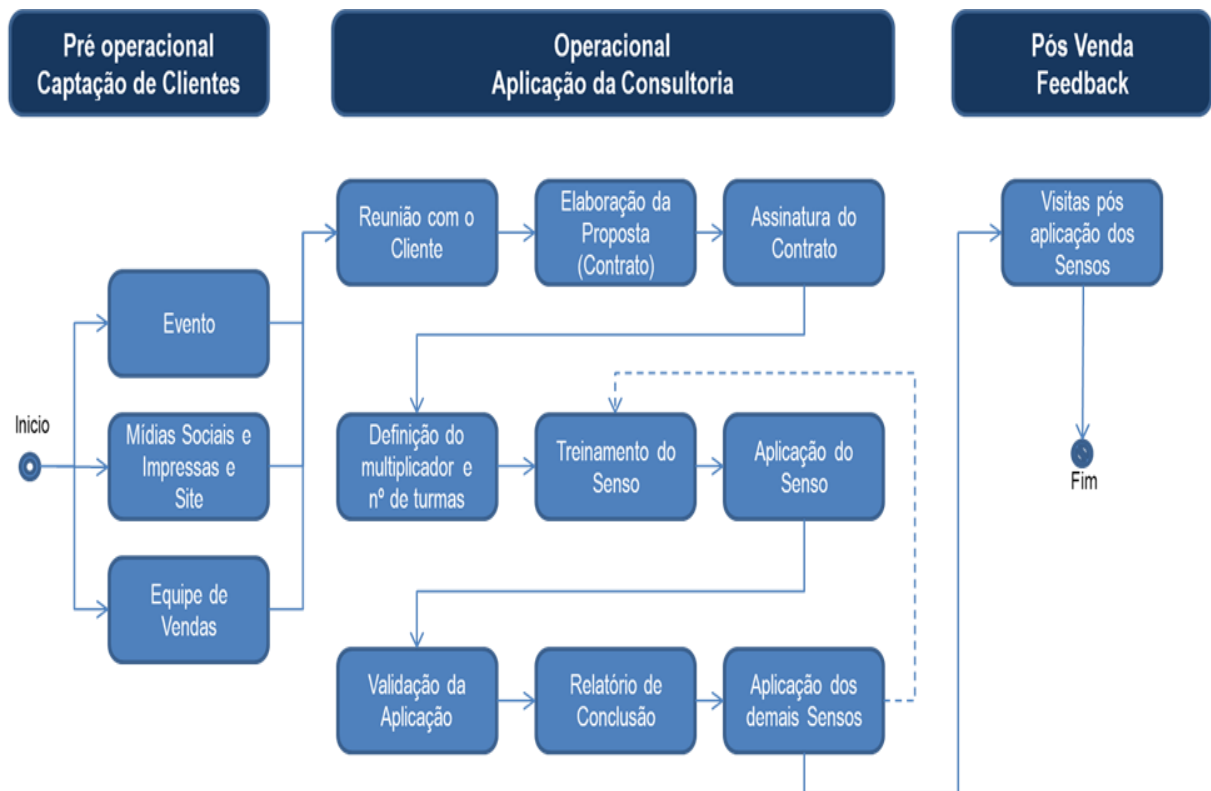 Pré operacional
Captação de Clientes
Operacional
Aplicação da Consultoria
Pós Venda
Feedback
Inicio
Evento
Mídias Sociais e
Impressas e
Site
Equipe de
Vendas
Reunião com o
Cliente
Elaboração da
Proposta
(Contrato)
Assinatura do
Contrato
Definição do
multiplicador e
nº de turmas
Treinamento do
Senso
Aplicação do
Senso
Validação da
Aplicação
Relatório de
Conclusão
Aplicação dos
demais Sensos
Visitas pós
aplicação dos
Sensos
Fim